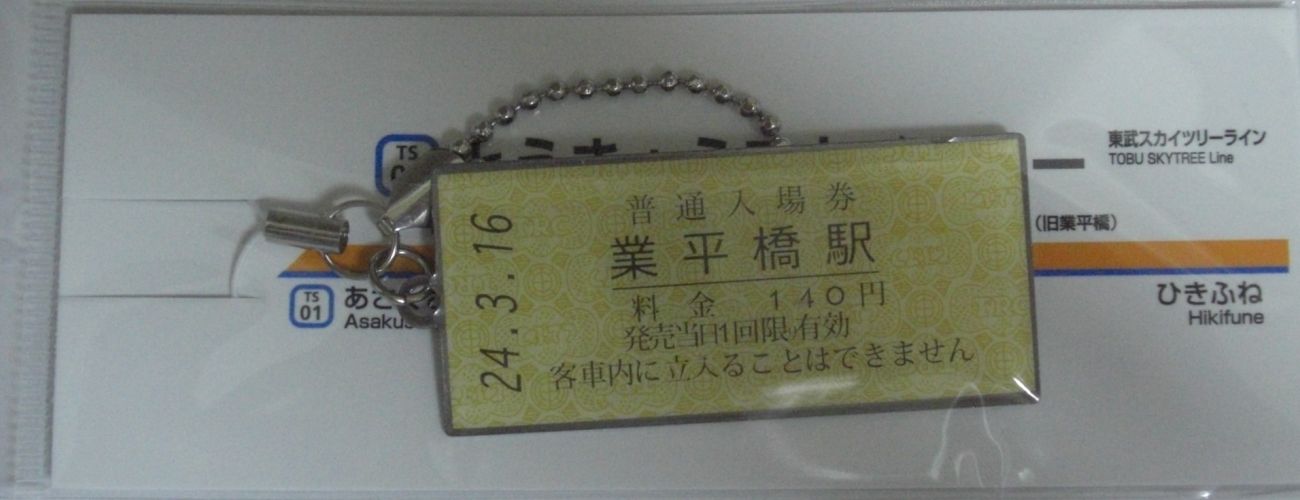 東武スカイツリーライン
TOBU SKYTREE Line
TS
(旧業平橋)
TS
01
ひきふね
Hikifune
24.3.16
普通入場券
業平橋駅
料金 140円
発売当日1回限り有効
客車内に立入ることはできません